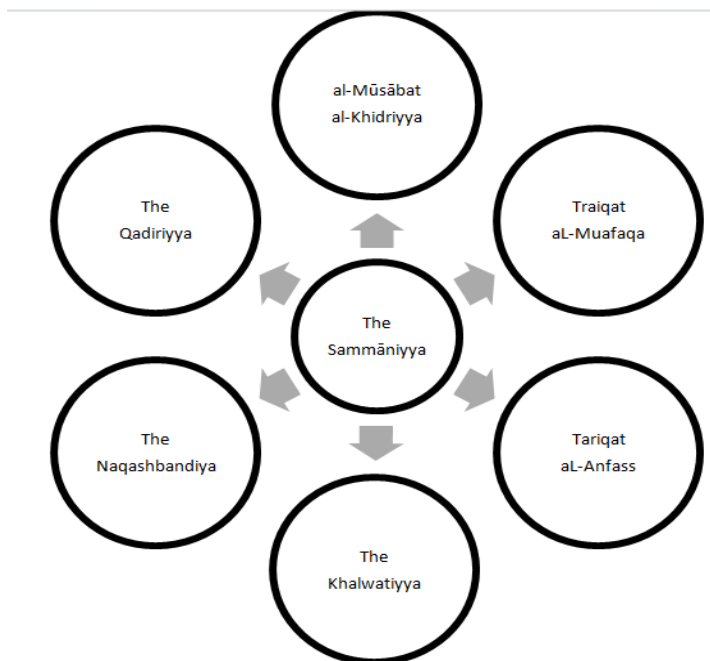 al-Mūsābat
al-Khidriyya
The
Qadiriyya
Traiqat
aL-Muafaqa
The
Sammāniyya
The
Naqashbandiya
Tariqat
aL-Anfass
The
Khalwatiyya